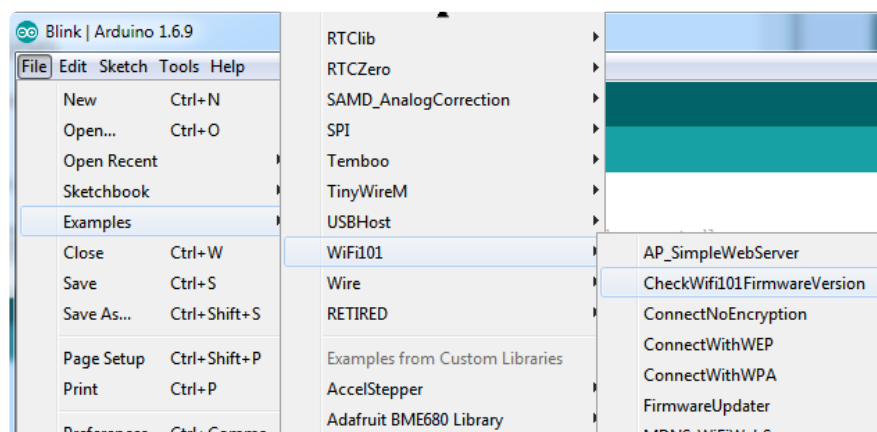 Blink | Arduino 1.6.9
File Edit Sketch Tools Help
New Ctrl+N
Open... Ctrl+O
Open Recent
Sketchbook
Examples
Close Ctrl+W
Save Ctrl+S
Save As... Ctrl+Shift+S
Page Setup Ctrl+Shift+P
Print Ctrl+P
RTClib
RTCZero
SAMD_AnalogCorrection
SPI
Temboo
TinyWireM
USBHost
WiFi101
Wire
RETIRED
Examples from Custom Libraries
AccelStepper
Adafruit BME680 Library
AP_SimpleWebServer
CheckWifi101FirmwareVersion
ConnectNoEncryption
ConnectWithWEP
ConnectWithWPA
FirmwareUpdater